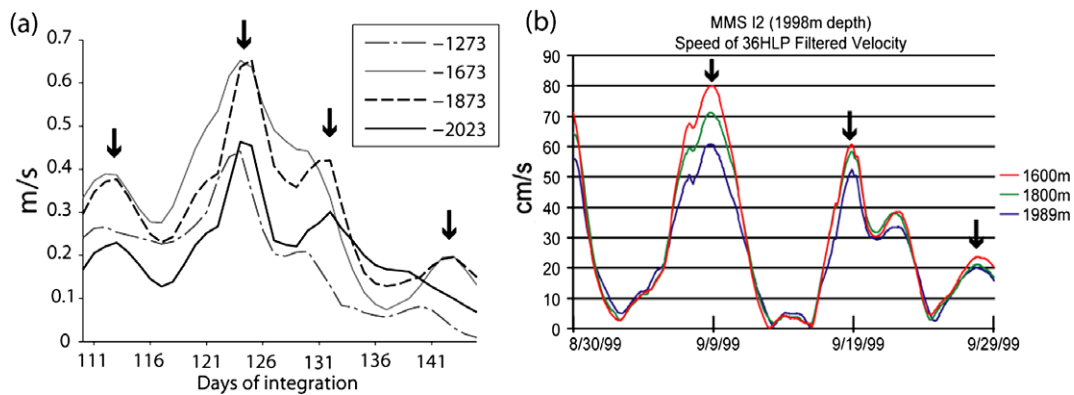 (a)
0.7
0.6
0.5
0.4
0.3
0.2
0.1
0
m/s
−1273
−1673
−1873
−2023
111 116 121 126 131 136 141
Days of integration
(b)
MMS I2 (1998m depth)
Speed of 36HLP Filtered Velocity
90
80
70
60
50
40
30
20
10
0
cm/s
1600m
1800m
1989m
8/30/99 9/9/99 9/19/99 9/29/99